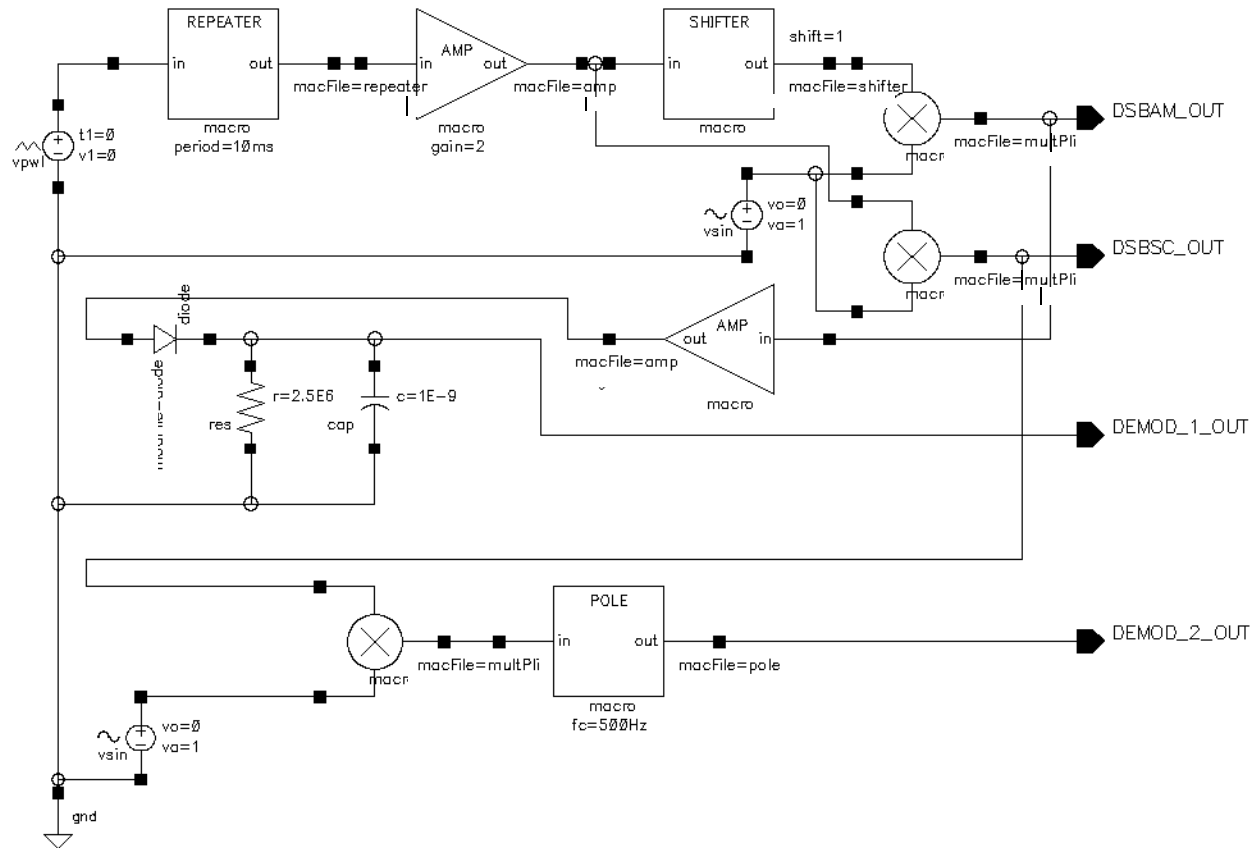 REPEATER
SHIFTER
AMP
shift=1
in
out
in
out
in
out
macFile=repeater
macFile=amp
macFile=shifter
DSBAM_OUT
macro
period=10ms
macro
gain=2
macro
macr
macFile=multPli
t1=0
v1=0
vpwl
vo=0
va=1
vsin
DSBSC_OUT
macr
macFile=multPli
diode
AMP
out
in
macFile=amp
macro
r=2.5E6
c=1E-9
res
cap
DEMOD_1_OUT
POLE
in
out
DEMOD_2_OUT
macFile=multPli
macFile=pole
macr
macro
fc=500Hz
vo=0
va=1
vsin
gnd